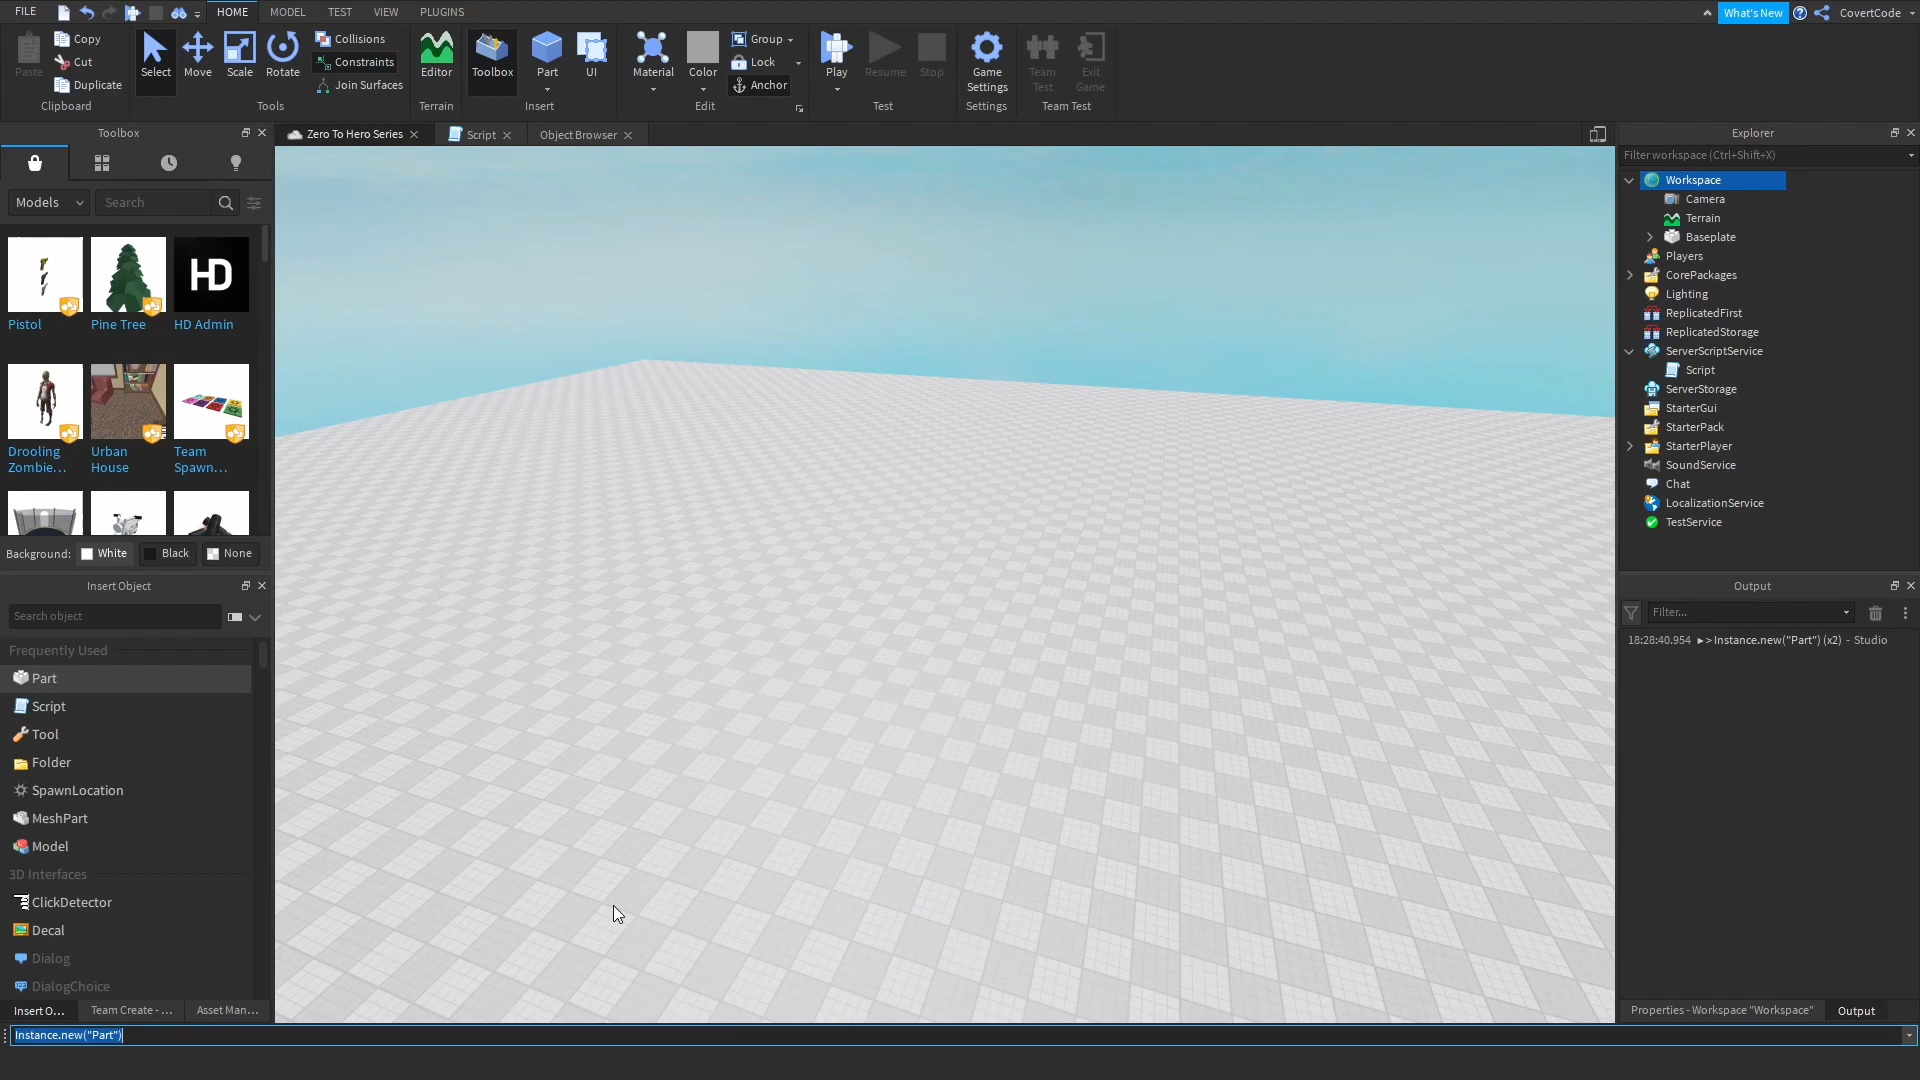 FILE HOME MODEL TEST VIEW PLUGINS What's New CovertCode
Paste Copy Cut Duplicate
Clipboard
Select Move Scale Rotate Collisions Constraints Join Surfaces
Tools
Editor
Terrain
Toolbox Part UI
Insert
Material Color Group Lock Anchor
Edit
Play Resume Stop
Test
Game Settings
Settings
Team Test Exit Game
Team Test
Toolbox
Models Search
Pistol Pine Tree HD Admin
HD
Drooling Zombie... Urban House Team Spawn...
Background: White Black None
Insert Object
Search object
Frequently Used
Part
Script
Tool
Folder
SpawnLocation
MeshPart
Model
3D Interfaces
ClickDetector
Decal
Dialog
DialogChoice
Insert O... Team Create - ... Asset Man...
Instance.new("Part")
Zero To Hero Series Script Object Browser
Explorer
Filter workspace (Ctrl+Shift+X)
Workspace
Camera
Terrain
Baseplate
Players
CorePackages
Lighting
ReplicatedFirst
ReplicatedStorage
ServerScriptService
Script
ServerStorage
StarterGui
StarterPack
StarterPlayer
SoundService
Chat
LocalizationService
TestService
Output
Filter...
18:28:40.954 ▸ > Instance.new("Part") (x2) - Studio
Properties - Workspace "Workspace" Output